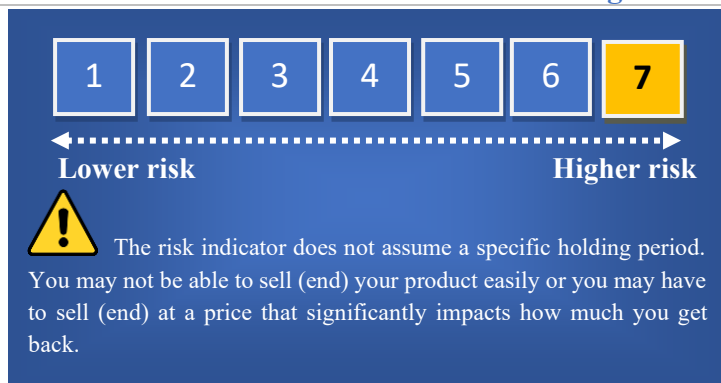 1 2 3 4 5 6 7
Lower risk Higher risk
! The risk indicator does not assume a specific holding period.
You may not be able to sell (end) your product easily or you may have
to sell (end) at a price that significantly impacts how much you get
back.